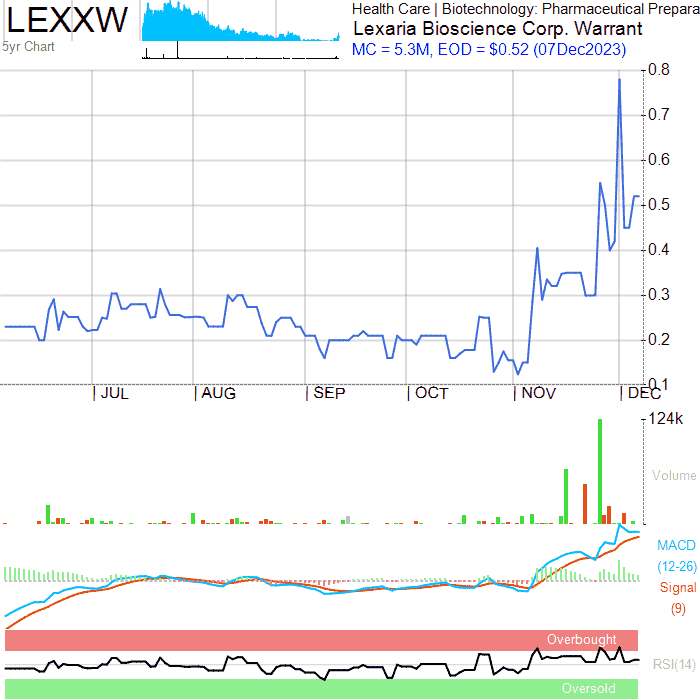 LEXXW
5yr Chart
Health Care | Biotechnology: Pharmaceutical Prepara
Lexaria Bioscience Corp. Warrant
MC = 5.3M, EOD = $0.52 (07Dec2023)
0.8
0.7
0.6
0.5
0.4
0.3
0.2
0.1
JUL AUG SEP OCT NOV DEC
124k
Volume
MACD
(12-26)
Signal
(9)
Overbought
RSI(14)
Oversold